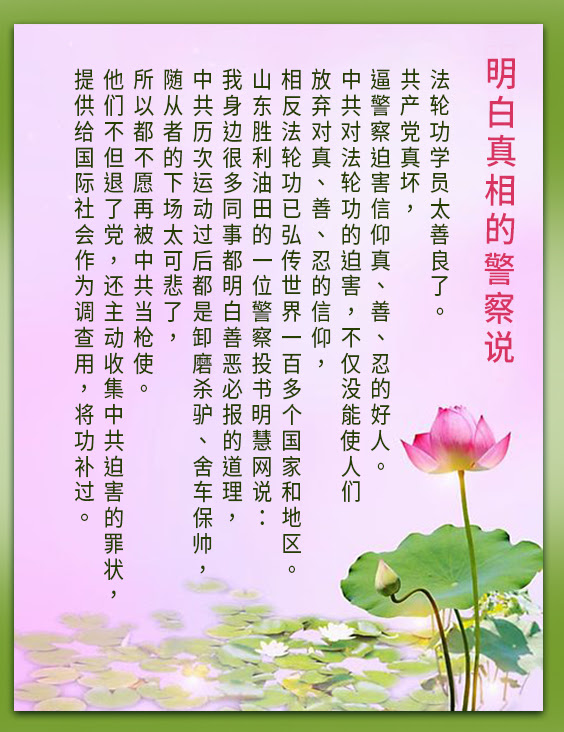 明白真相的警察说
法轮功学员太善良了。
共产党真坏，
逼警察迫害信仰真、善、忍的好人。
中共对法轮功的迫害，不仅没能使人们
放弃对真、善、忍的信仰，
相反法轮功已弘传世界一百多个国家和地区。
山东胜利油田的一位警察投书明慧网说：
我身边很多同事都明白善恶必报的道理，
中共历次运动过后都是卸磨杀驴、舍车保帅，
随从者的下场太可悲了，
所以都不愿再被中共当枪使。
他们不但退了党，还主动收集中共迫害的罪状，
提供给国际社会作为调查用，将功补过。